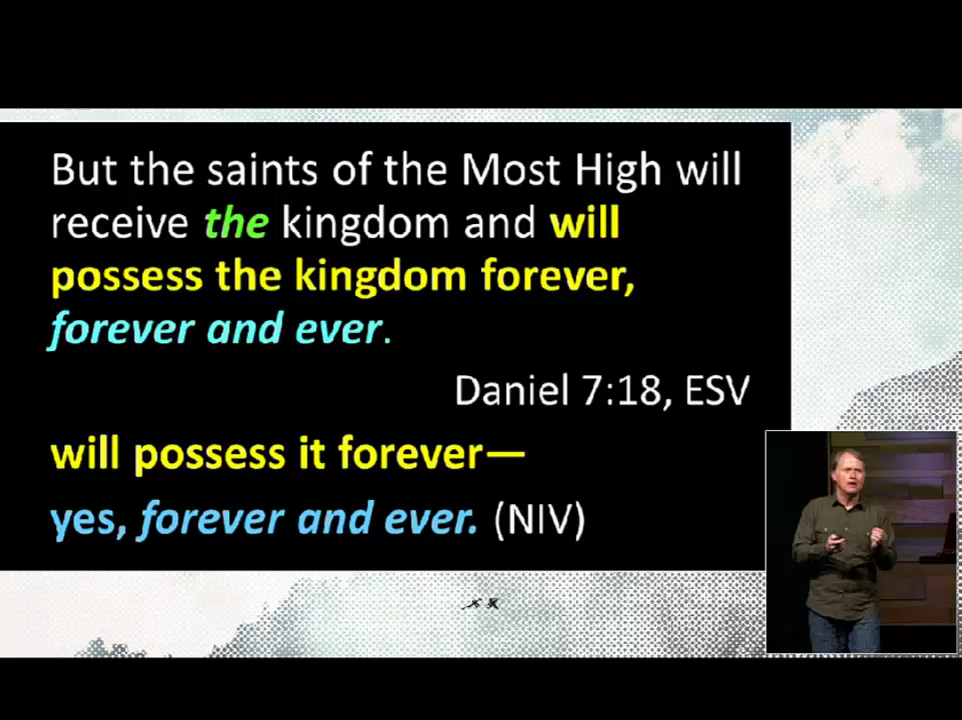 But the saints of the Most High will
receive the kingdom and will
possess the kingdom forever,
forever and ever.
Daniel 7:18, ESV
will possess it forever—
yes, forever and ever. (NIV)